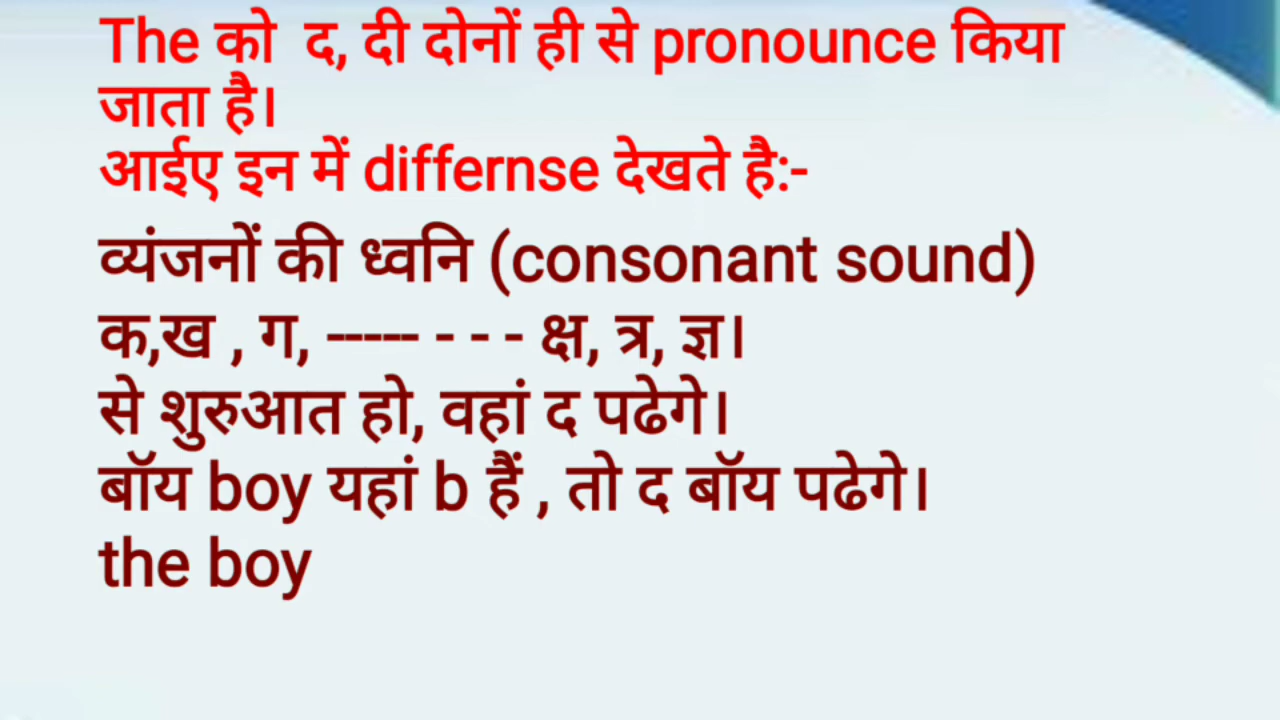 The को द, दी दोनों ही से pronounce किया
जाता है।
आईए इन में differnse देखते है:-
व्यंजनों की ध्वनि (consonant sound)
क,ख , ग, ----- - - - क्ष, त्र, ज्ञ।
से शुरुआत हो, वहां द पढेगे।
बॉय boy यहां b हैं , तो द बॉय पढेगे।
the boy